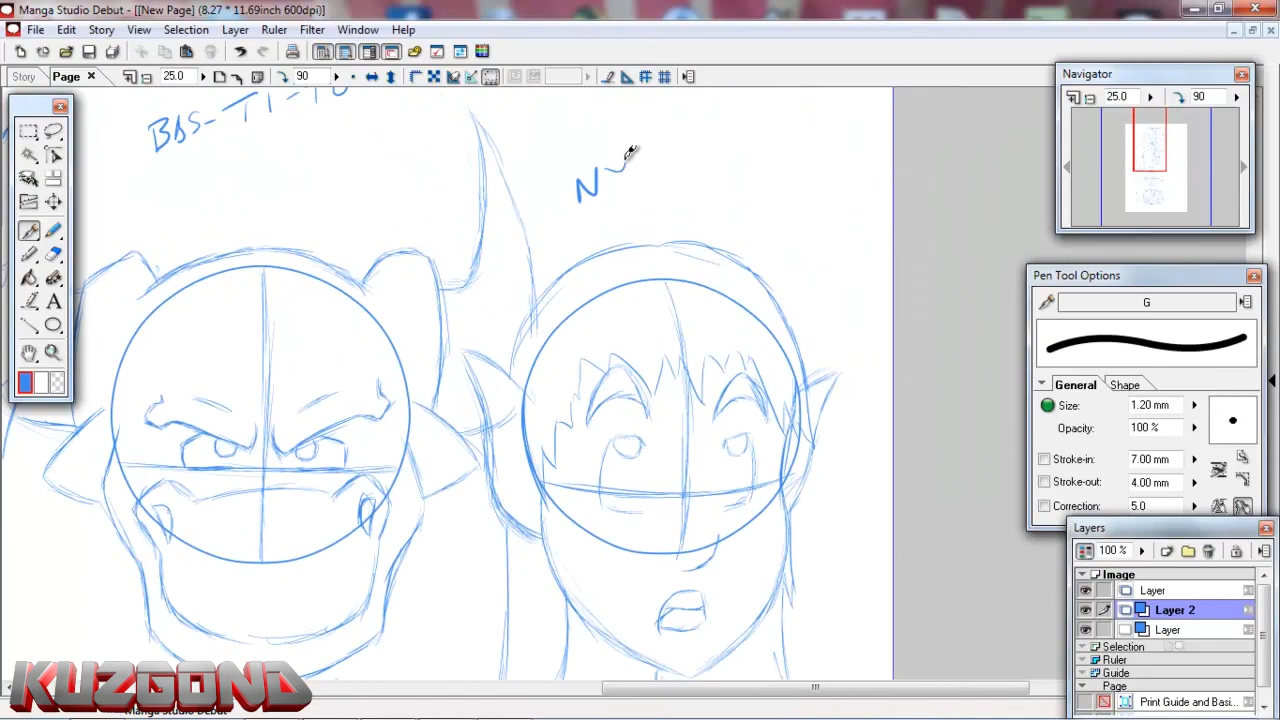 Manga Studio Debut - [[New Page] (8.27 * 11.69inch 600dpi)]
File Edit Story View Selection Layer Ruler Filter Window Help
Story Page 25.0 90
BAS-TI-TU
N
Navigator
25.0 90
Pen Tool Options
G
General Shape
Size: 1.20 mm
Opacity: 100 %
Stroke-in: 7.00 mm
Stroke-out: 4.00 mm
Correction: 5.0
Layers
100 %
Image
Layer
Layer 2
Layer
Selection
Ruler
Guide
Page
Print Guide and Basi...
KUZGOND